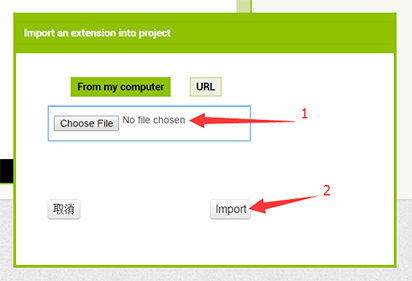 Import an extension into project
From my computer
URL
Choose File
No file chosen
1
2
取消
Import